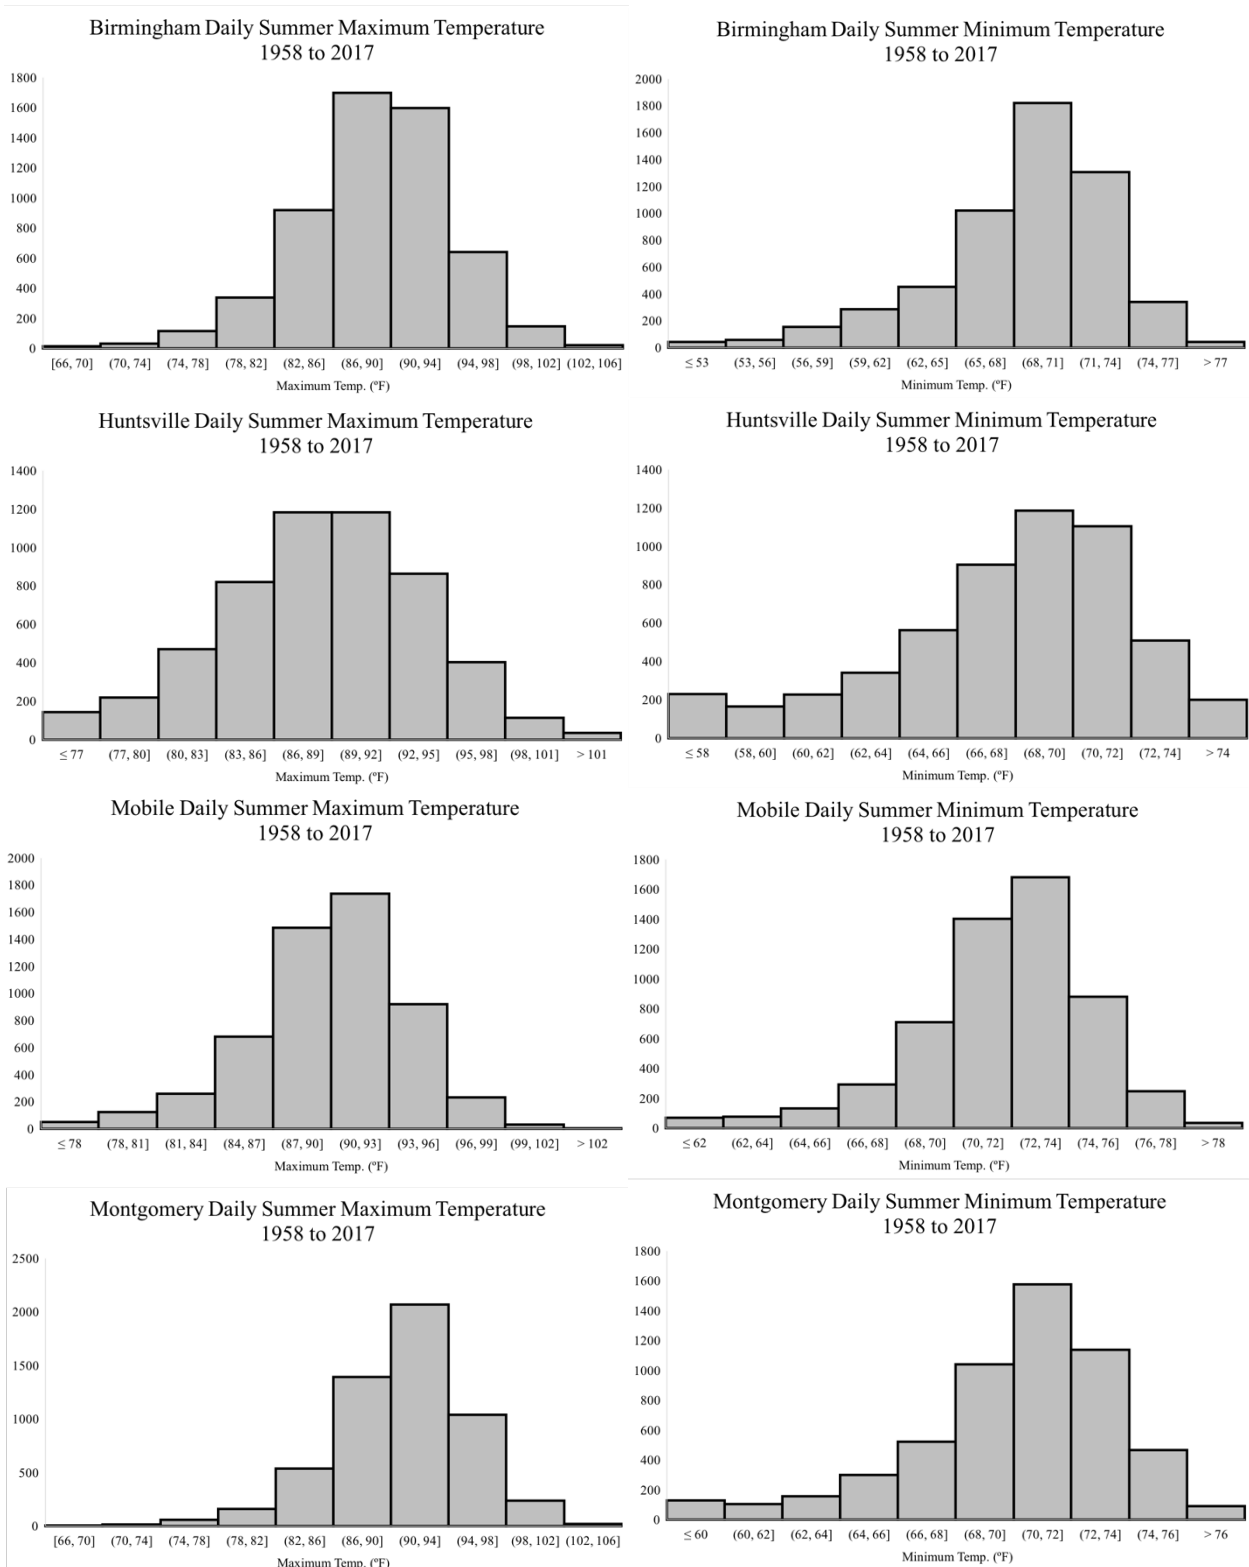 Birmingham Daily Summer Maximum Temperature
1958 to 2017
1800
1600
1400
1200
1000
800
600
400
200
0
[66, 70] (70, 74] (74, 78] (78, 82] (82, 86] (86, 90] (90, 94] (94, 98] (98, 102] (102, 106]
Maximum Temp. (ºF)
Birmingham Daily Summer Minimum Temperature
1958 to 2017
2000
1800
1600
1400
1200
1000
800
600
400
200
0
≤ 53 (53, 56] (56, 59] (59, 62] (62, 65] (65, 68] (68, 71] (71, 74] (74, 77] > 77
Minimum Temp. (ºF)
Huntsville Daily Summer Maximum Temperature
1958 to 2017
1400
1200
1000
800
600
400
200
0
≤ 77 (77, 80] (80, 83] (83, 86] (86, 89] (89, 92] (92, 95] (95, 98] (98, 101] > 101
Maximum Temp. (ºF)
Huntsville Daily Summer Minimum Temperature
1958 to 2017
1400
1200
1000
800
600
400
200
0
≤ 58 (58, 60] (60, 62] (62, 64] (64, 66] (66, 68] (68, 70] (70, 72] (72, 74] > 74
Minimum Temp. (ºF)
Mobile Daily Summer Maximum Temperature
1958 to 2017
2000
1800
1600
1400
1200
1000
800
600
400
200
0
≤ 78 (78, 81] (81, 84] (84, 87] (87, 90] (90, 93] (93, 96] (96, 99] (99, 102] > 102
Maximum Temp. (ºF)
Mobile Daily Summer Minimum Temperature
1958 to 2017
1800
1600
1400
1200
1000
800
600
400
200
0
≤ 62 (62, 64] (64, 66] (66, 68] (68, 70] (70, 72] (72, 74] (74, 76] (76, 78] > 78
Minimum Temp. (ºF)
Montgomery Daily Summer Maximum Temperature
1958 to 2017
2500
2000
1500
1000
500
0
[66, 70] (70, 74] (74, 78] (78, 82] (82, 86] (86, 90] (90, 94] (94, 98] (98, 102] (102, 106]
Maximum Temp. (ºF)
Montgomery Daily Summer Minimum Temperature
1958 to 2017
1800
1600
1400
1200
1000
800
600
400
200
0
≤ 60 (60, 62] (62, 64] (64, 66] (66, 68] (68, 70] (70, 72] (72, 74] (74, 76] > 76
Minimum Temp. (ºF)